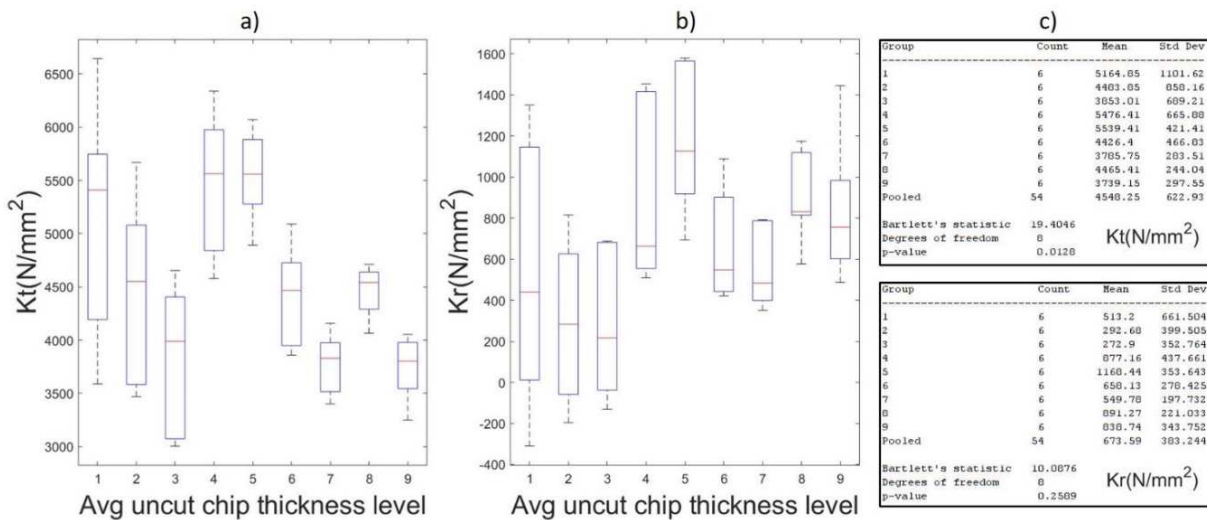 a)
Kt(N/mm²)
6500
6000
5500
5000
4500
4000
3500
3000
1 2 3 4 5 6 7 8 9
Avg uncut chip thickness level
b)
Kr(N/mm²)
1600
1400
1200
1000
800
600
400
200
0
-200
-400
1 2 3 4 5 6 7 8 9
Avg uncut chip thickness level
c)
Group Count Mean Std Dev
1 6 5164.85 1101.62
2 6 4483.85 858.16
3 6 3853.01 689.21
4 6 5476.41 665.88
5 6 5539.41 421.41
6 6 4426.4 466.83
7 6 3785.75 283.51
8 6 4465.41 244.04
9 6 3739.15 297.55
Pooled 54 4548.25 622.93
Bartlett's statistic 19.4046
Degrees of freedom 8
p-value 0.0128
Kt(N/mm²)
Group Count Mean Std Dev
1 6 513.2 661.504
2 6 292.68 399.505
3 6 272.9 352.764
4 6 877.16 437.661
5 6 1168.44 353.643
6 6 658.13 278.425
7 6 549.78 197.732
8 6 891.27 221.033
9 6 838.74 343.752
Pooled 54 673.59 383.244
Bartlett's statistic 10.0876
Degrees of freedom 8
p-value 0.2589
Kr(N/mm²)